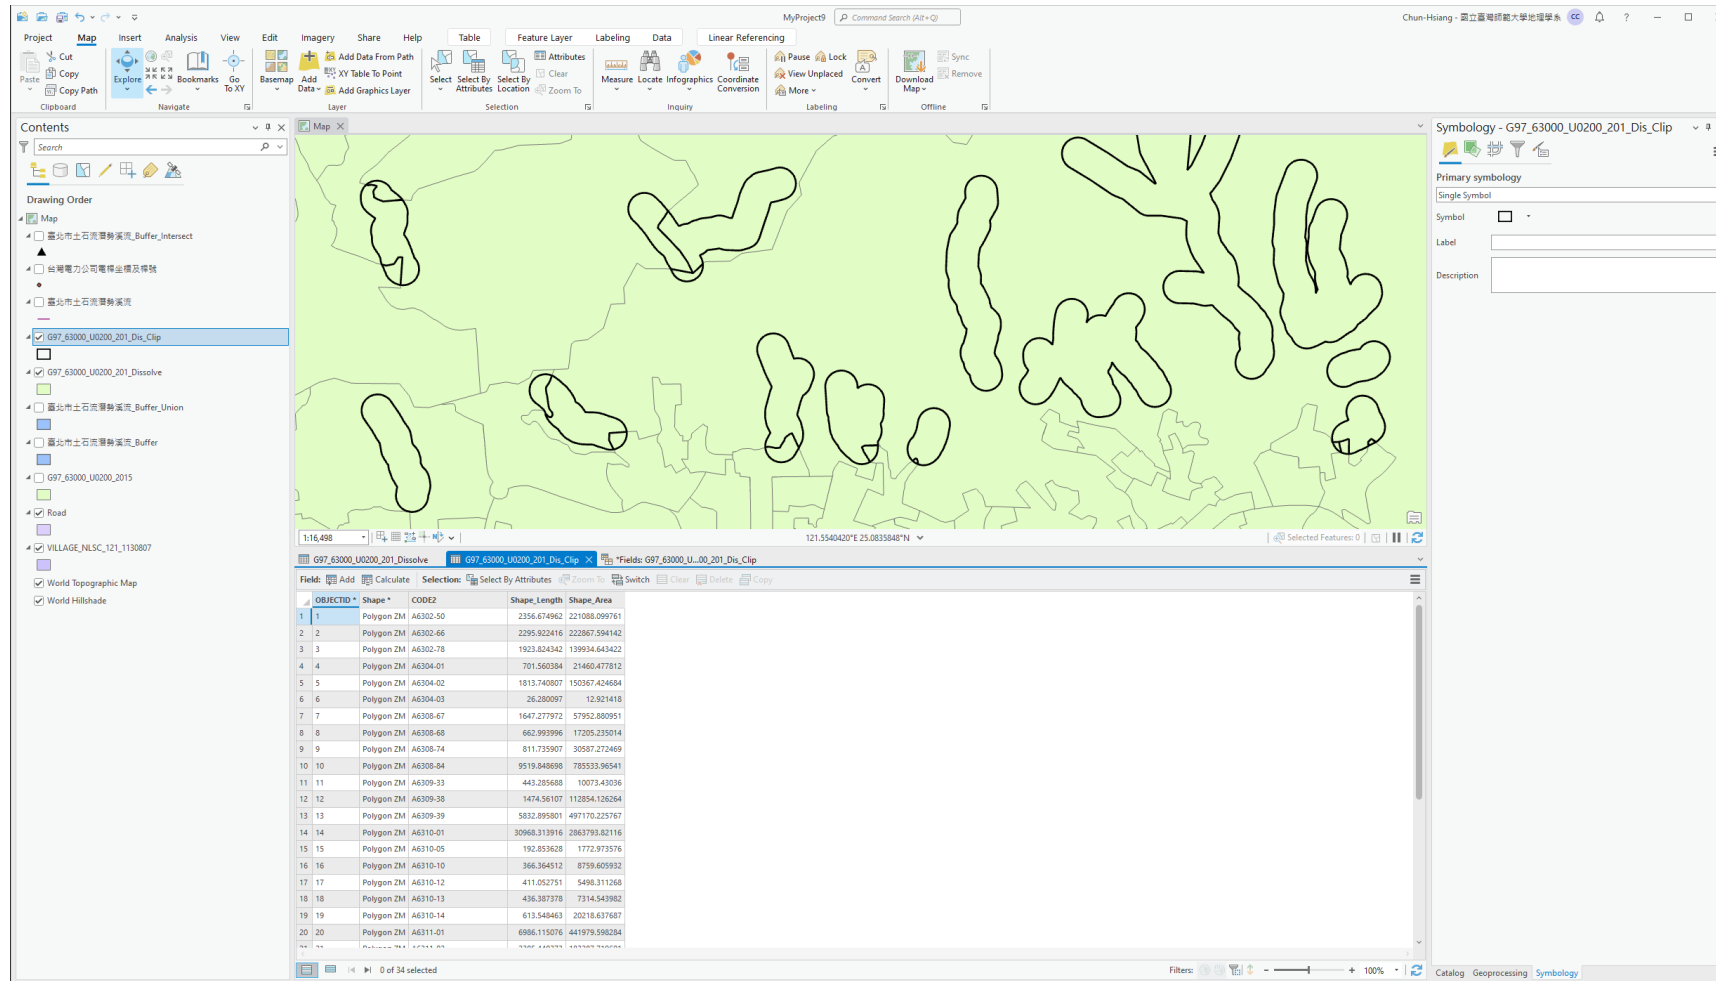 MyProject9
Command Search (Alt+Q)
Chun-Hsiang - 國立臺灣師範大學地理學系 CC ?
Project Map Insert Analysis View Edit Imagery Share Help Table Feature Layer Labeling Data Linear Referencing
Paste
Cut
Copy
Copy Path
Clipboard
Explore
Bookmarks
Go To XY
Navigate
Basemap
Add Data
Add Data From Path
XY Table To Point
Add Graphics Layer
Layer
Select
Select By Attributes
Select By Location
Attributes
Clear
Zoom To
Selection
Measure
Locate
Infographics
Coordinate Conversion
Inquiry
Pause
Lock
View Unplaced
More
Convert
Labeling
Download Map
Sync
Remove
Offline
Contents
Search
Drawing Order
Map
臺北市土石流潛勢溪流_Buffer_Intersect
台灣電力公司電桿坐標及桿號
臺北市土石流潛勢溪流
G97_63000_U0200_201_Dis_Clip
G97_63000_U0200_201_Dissolve
臺北市土石流潛勢溪流_Buffer_Union
臺北市土石流潛勢溪流_Buffer
G97_63000_U0200_2015
Road
VILLAGE_NLSC_121_1130807
World Topographic Map
World Hillshade
Map
1:16,498
121.5540420°E 25.0835848°N
Selected Features: 0
G97_63000_U0200_201_Dissolve
G97_63000_U0200_201_Dis_Clip
*Fields: G97_63000_U...00_201_Dis_Clip
Field: Add Calculate Selection: Select By Attributes Zoom To Switch Clear Delete Copy
OBJECTID * Shape * CODE2 Shape_Length Shape_Area
1 1 Polygon ZM A6302-50 2356.674962 221088.099761
2 2 Polygon ZM A6302-66 2295.922416 222867.594142
3 3 Polygon ZM A6302-78 1923.824342 139934.643422
4 4 Polygon ZM A6304-01 701.560384 21460.477812
5 5 Polygon ZM A6304-02 1813.740807 150367.424684
6 6 Polygon ZM A6304-03 26.280097 12.921418
7 7 Polygon ZM A6308-67 1647.277972 57952.880951
8 8 Polygon ZM A6308-68 662.993996 17205.235014
9 9 Polygon ZM A6308-74 811.735907 30587.272469
10 10 Polygon ZM A6308-84 9519.848698 785533.96541
11 11 Polygon ZM A6309-33 443.285688 10073.43036
12 12 Polygon ZM A6309-38 1474.56107 112854.126264
13 13 Polygon ZM A6309-39 5832.895801 497170.225767
14 14 Polygon ZM A6310-01 30968.313916 2863793.82116
15 15 Polygon ZM A6310-05 192.853628 1772.973576
16 16 Polygon ZM A6310-10 366.364512 8759.605932
17 17 Polygon ZM A6310-12 411.052751 5498.311268
18 18 Polygon ZM A6310-13 436.387378 7314.543982
19 19 Polygon ZM A6310-14 613.548463 20218.637687
20 20 Polygon ZM A6311-01 6986.115076 441979.598284
0 of 34 selected
Filters:
100%
Symbology - G97_63000_U0200_201_Dis_Clip
Primary symbology
Single Symbol
Symbol
Label
Description
Catalog Geoprocessing Symbology